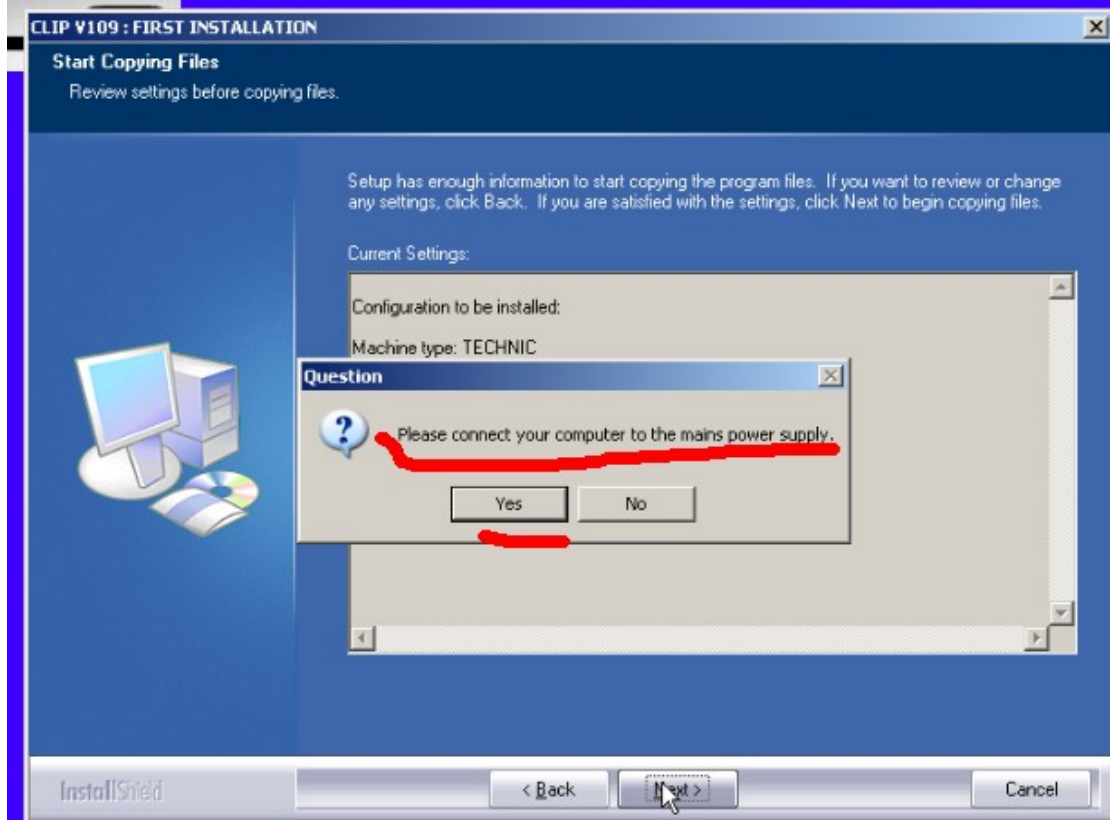 CLIP V109 : FIRST INSTALLATION
Start Copying Files
Review settings before copying files.
Setup has enough information to start copying the program files. If you want to review or change
any settings, click Back. If you are satisfied with the settings, click Next to begin copying files.
Current Settings:
Configuration to be installed:
Machine type: TECHNIC
Question
Please connect your computer to the mains power supply.
Yes No
InstallShield
< Back Next > Cancel